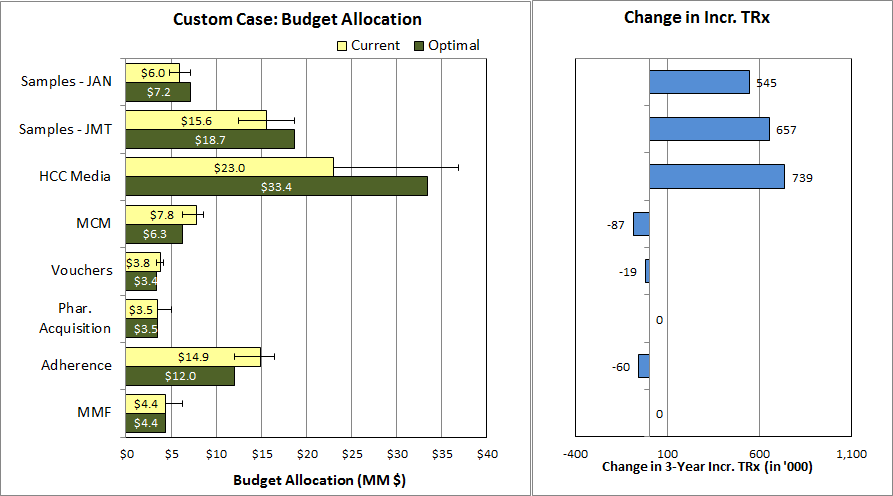 Custom Case: Budget Allocation
Current Optimal
Samples - JAN
$6.0
$7.2
Samples - JMT
$15.6
$18.7
HCC Media
$23.0
$33.4
MCM
$7.8
$6.3
Vouchers
$3.8
$3.4
Phar.
Acquisition
$3.5
$3.5
Adherence
$14.9
$12.0
MMF
$4.4
$4.4
$0 $5 $10 $15 $20 $25 $30 $35 $40
Budget Allocation (MM $)
Change in Incr. TRx
545
657
739
-87
-19
0
-60
0
-400 100 600 1,100
Change in 3-Year Incr. TRx (in '000)